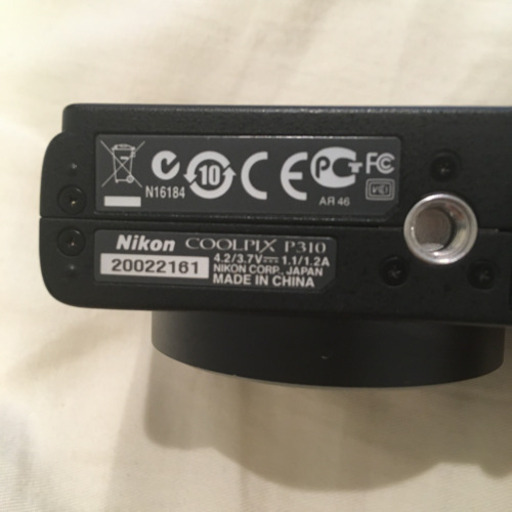 N16184
10
CE
PCT
FC
AR 46
Nikon COOLPIX P310
20022161
4.2/3.7V⎓ 1.1/1.2A
NIKON CORP. JAPAN
MADE IN CHINA